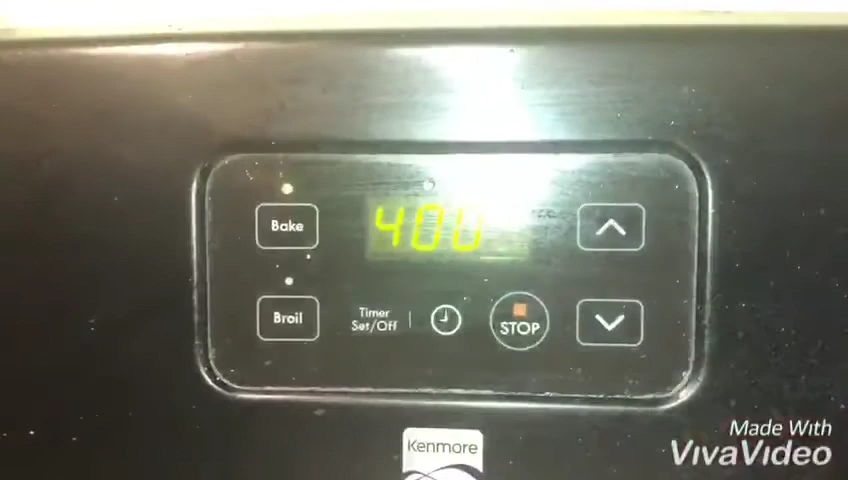 Bake
400
Broil
Timer
Set/Off
STOP
Kenmore
Made With
VivaVideo